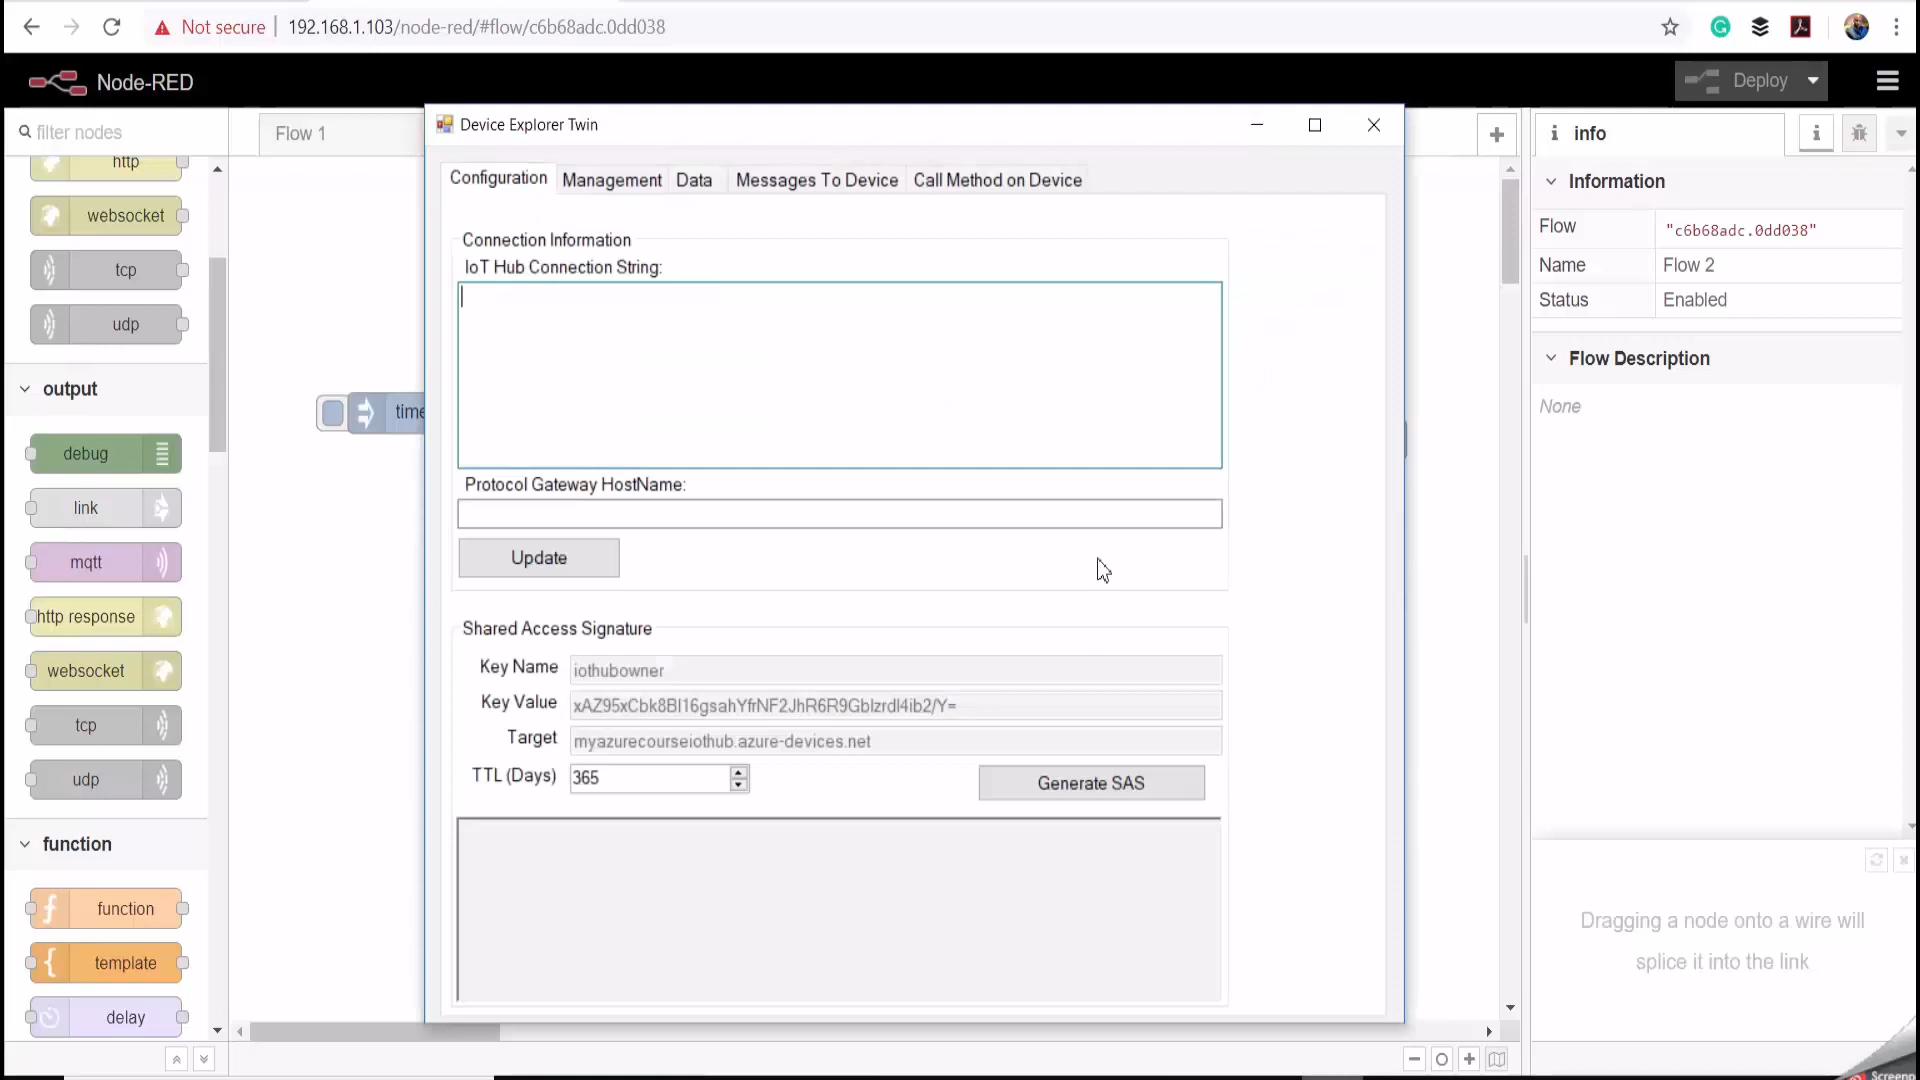 Not secure
192.168.1.103/node-red/#flow/c6b68adc.0dd038
Node-RED
Deploy
filter nodes
http
websocket
tcp
udp
output
debug
link
mqtt
http response
websocket
tcp
udp
function
function
template
delay
Flow 1
time
Device Explorer Twin
Configuration
Management
Data
Messages To Device
Call Method on Device
Connection Information
IoT Hub Connection String:
Protocol Gateway HostName:
Update
Shared Access Signature
Key Name
iothubowner
Key Value
Target
myazurecourseiothub.azure-devices.net
TTL (Days)
365
Generate SAS
info
Information
Flow
"c6b68adc.0dd038"
Name
Flow 2
Status
Enabled
Flow Description
None
Dragging a node onto a wire will
splice it into the link